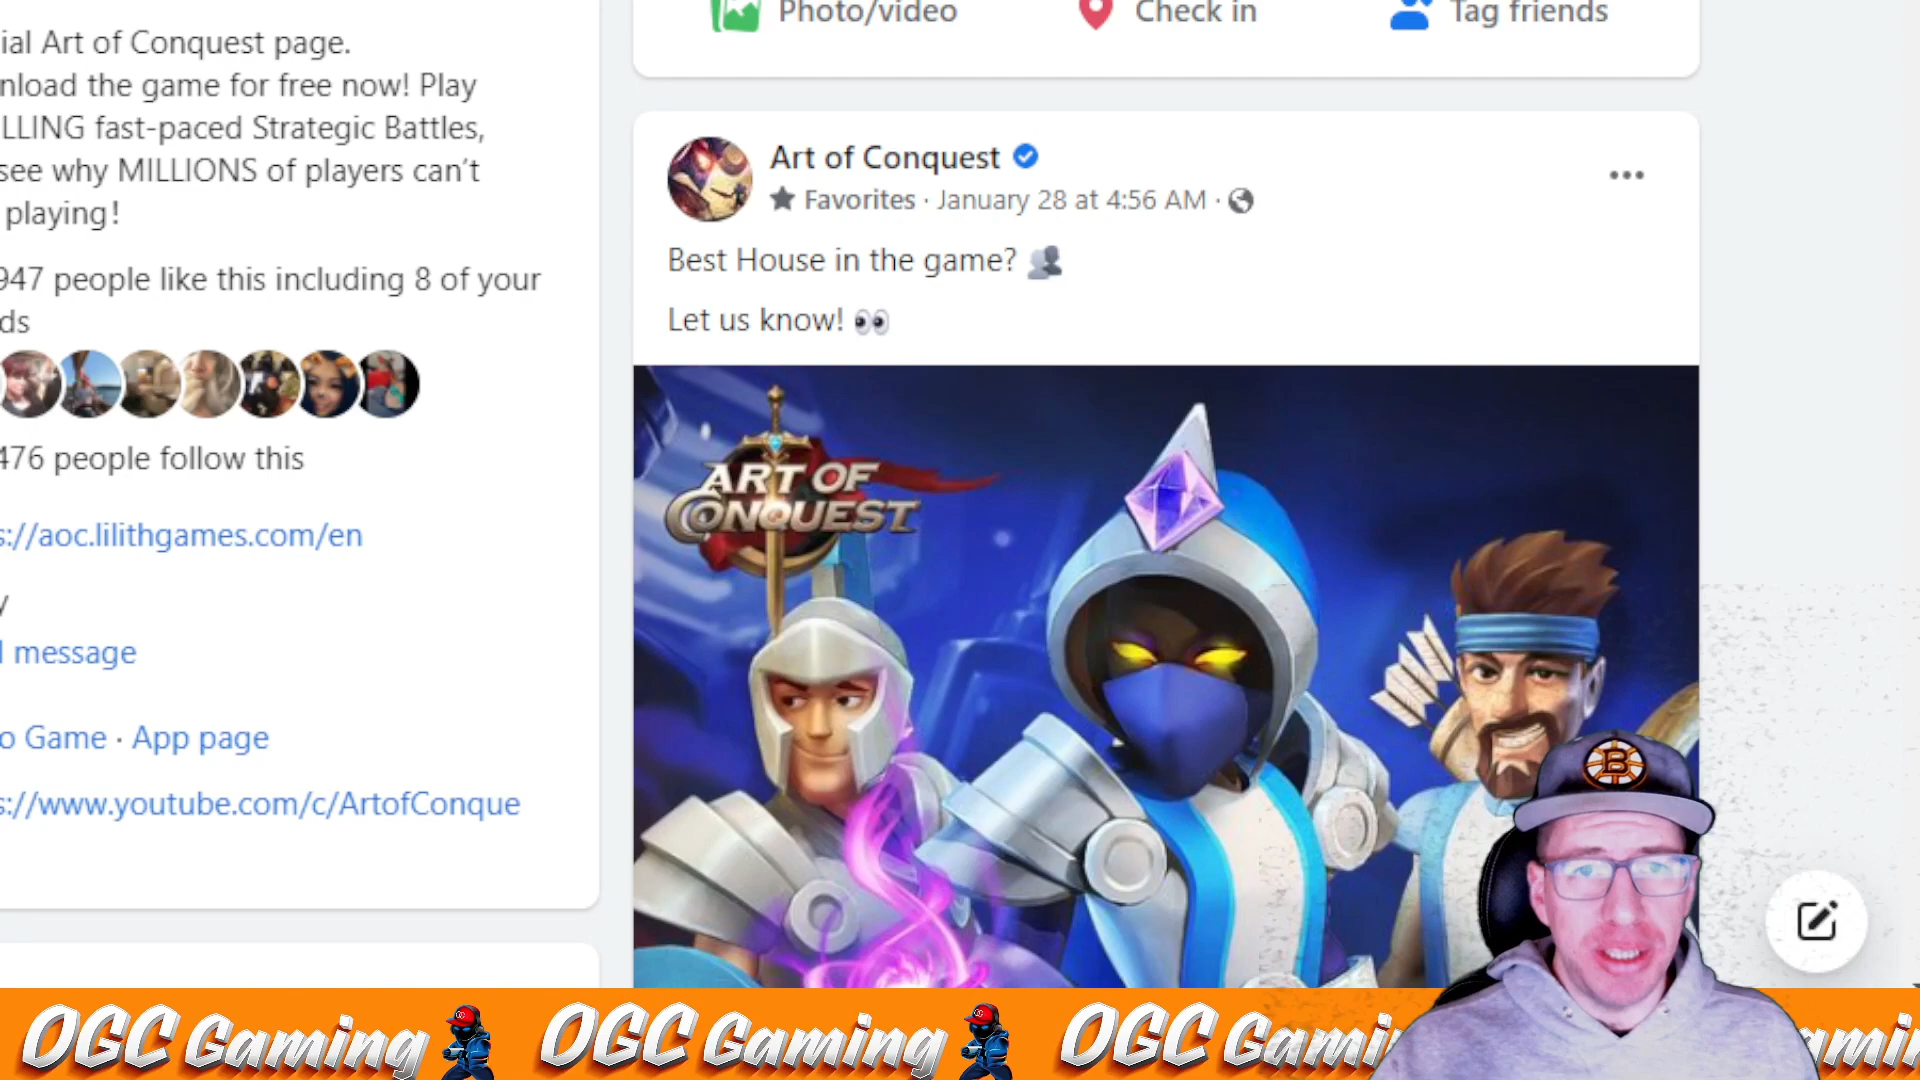 ial Art of Conquest page.
nload the game for free now! Play
LLING fast-paced Strategic Battles,
see why MILLIONS of players can't
playing!
947 people like this including 8 of your
ds
476 people follow this
s://aoc.lilithgames.com/en
y
l message
o Game · App page
s://www.youtube.com/c/ArtofConque
Photo/video
Check in
Tag friends
Art of Conquest
Favorites · January 28 at 4:56 AM ·
Best House in the game?
Let us know!
ART OF
CONQUEST
B
OGC Gaming OGC Gaming OGC Gami aming